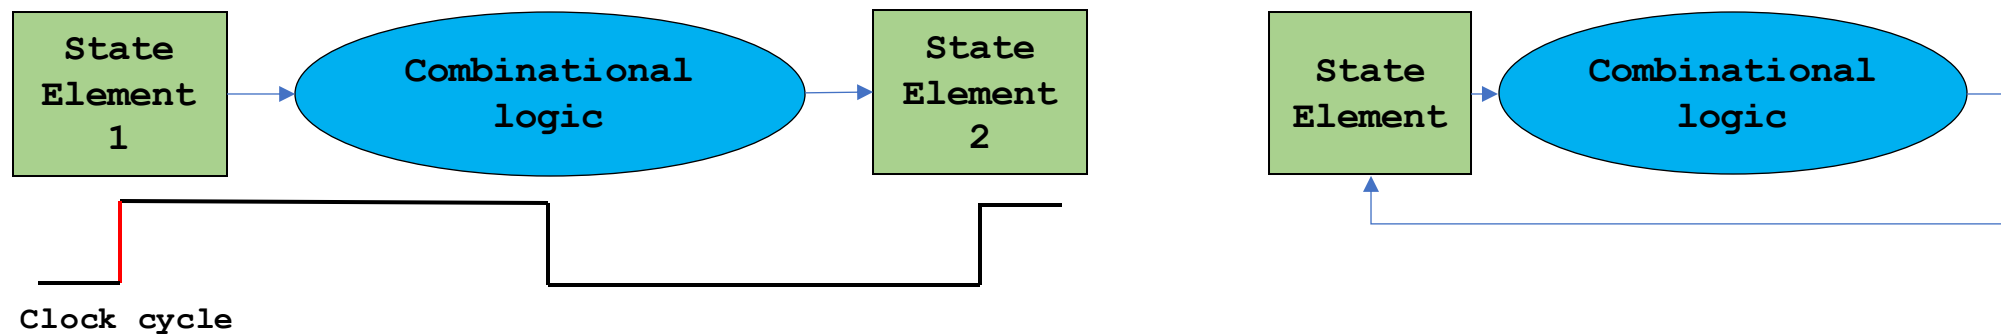 State
Element
1
Combinational
logic
State
Element
2
Clock cycle
State
Element
Combinational
logic